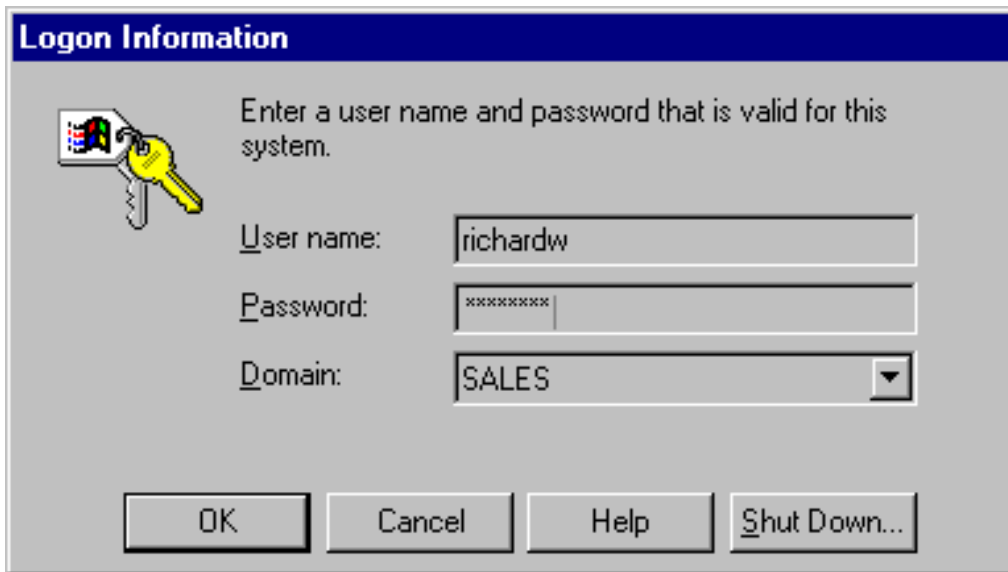 Logon Information
Enter a user name and password that is valid for this
system.
User name: richardw
Password: ********
Domain: SALES
OK Cancel Help Shut Down...